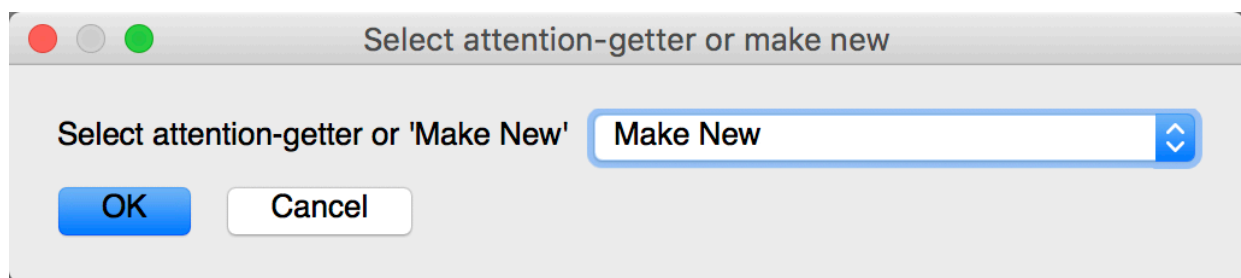 Select attention-getter or make new
Select attention-getter or 'Make New' Make New
OK Cancel